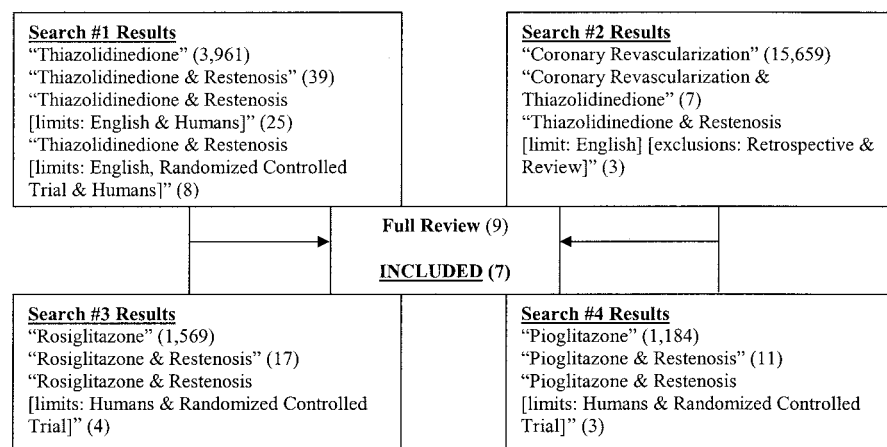 Search #1 Results
“Thiazolidinedione” (3,961)
“Thiazolidinedione & Restenosis” (39)
“Thiazolidinedione & Restenosis
[limits: English & Humans]” (25)
“Thiazolidinedione & Restenosis
[limits: English, Randomized Controlled
Trial & Humans]” (8)
Search #2 Results
“Coronary Revascularization” (15,659)
“Coronary Revascularization &
Thiazolidinedione” (7)
“Thiazolidinedione & Restenosis
[limit: English] [exclusions: Retrospective &
Review]” (3)
Full Review (9)
INCLUDED (7)
Search #3 Results
“Rosiglitazone” (1,569)
“Rosiglitazone & Restenosis” (17)
“Rosiglitazone & Restenosis
[limits: Humans & Randomized Controlled
Trial]” (4)
Search #4 Results
“Pioglitazone” (1,184)
“Pioglitazone & Restenosis” (11)
“Pioglitazone & Restenosis
[limits: Humans & Randomized Controlled
Trial]” (3)